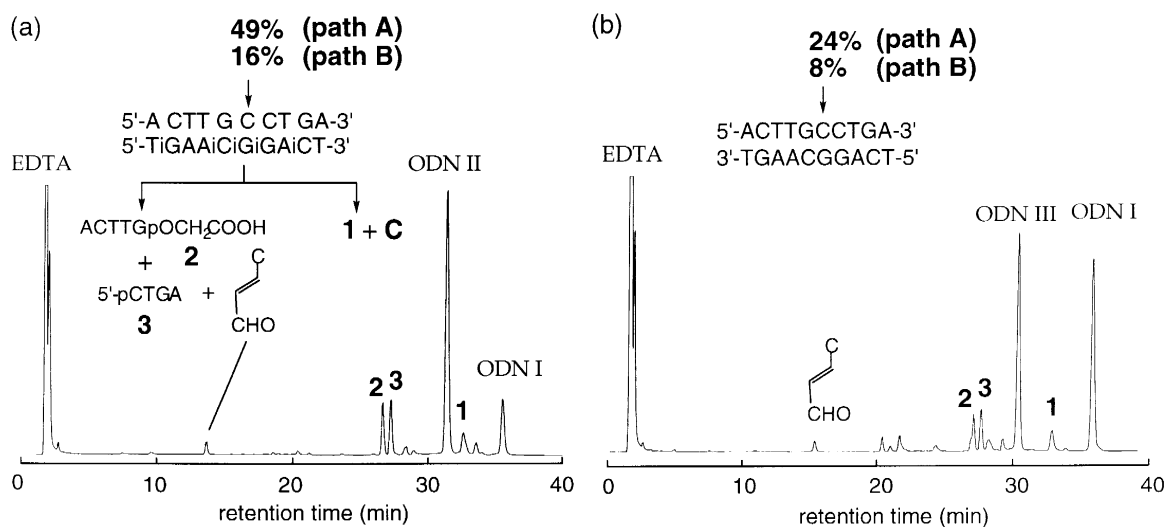 (a)
49% (path A)
16% (path B)
5'-A CTT G C CT GA-3'
5'-TiGAAiCiGiGAiCT-3'
EDTA
ODN II
ACTTGpOCH2COOH
1 + C
2
+
C
5'-pCTGA +
3
CHO
ODN I
2 3
1
0 10 20 30 40
retention time (min)
(b)
24% (path A)
8% (path B)
5'-ACTTGCCTGA-3'
3'-TGAACGGACT-5'
EDTA
ODN III ODN I
C
CHO
2 3
1
0 10 20 30 40
retention time (min)